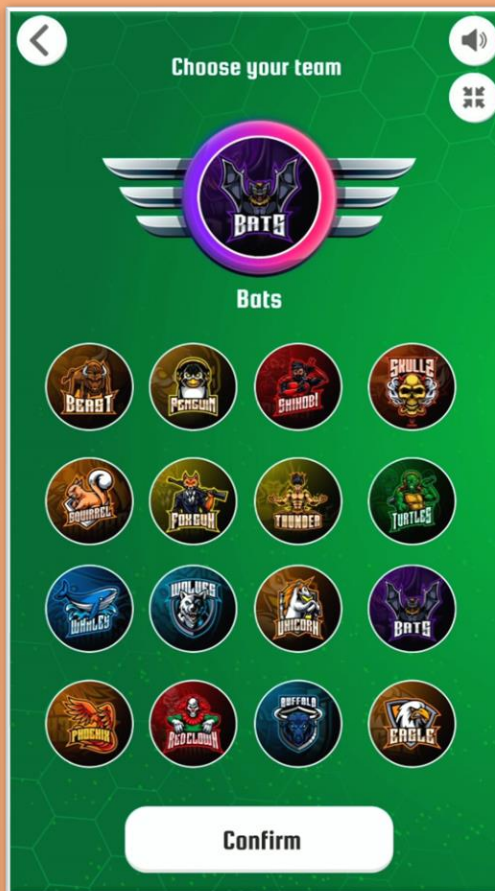 Choose your team
BATS
Bats
BEAST
PENGUIN
SHINOBI
SKULLZ
SQUIRREL
FOXGUN
THUNDER
TURTLES
WHALES
WOLVES
UNICORN
BATS
PHOENIX
REDCLOWN
BUFFALO
EAGLE
Confirm